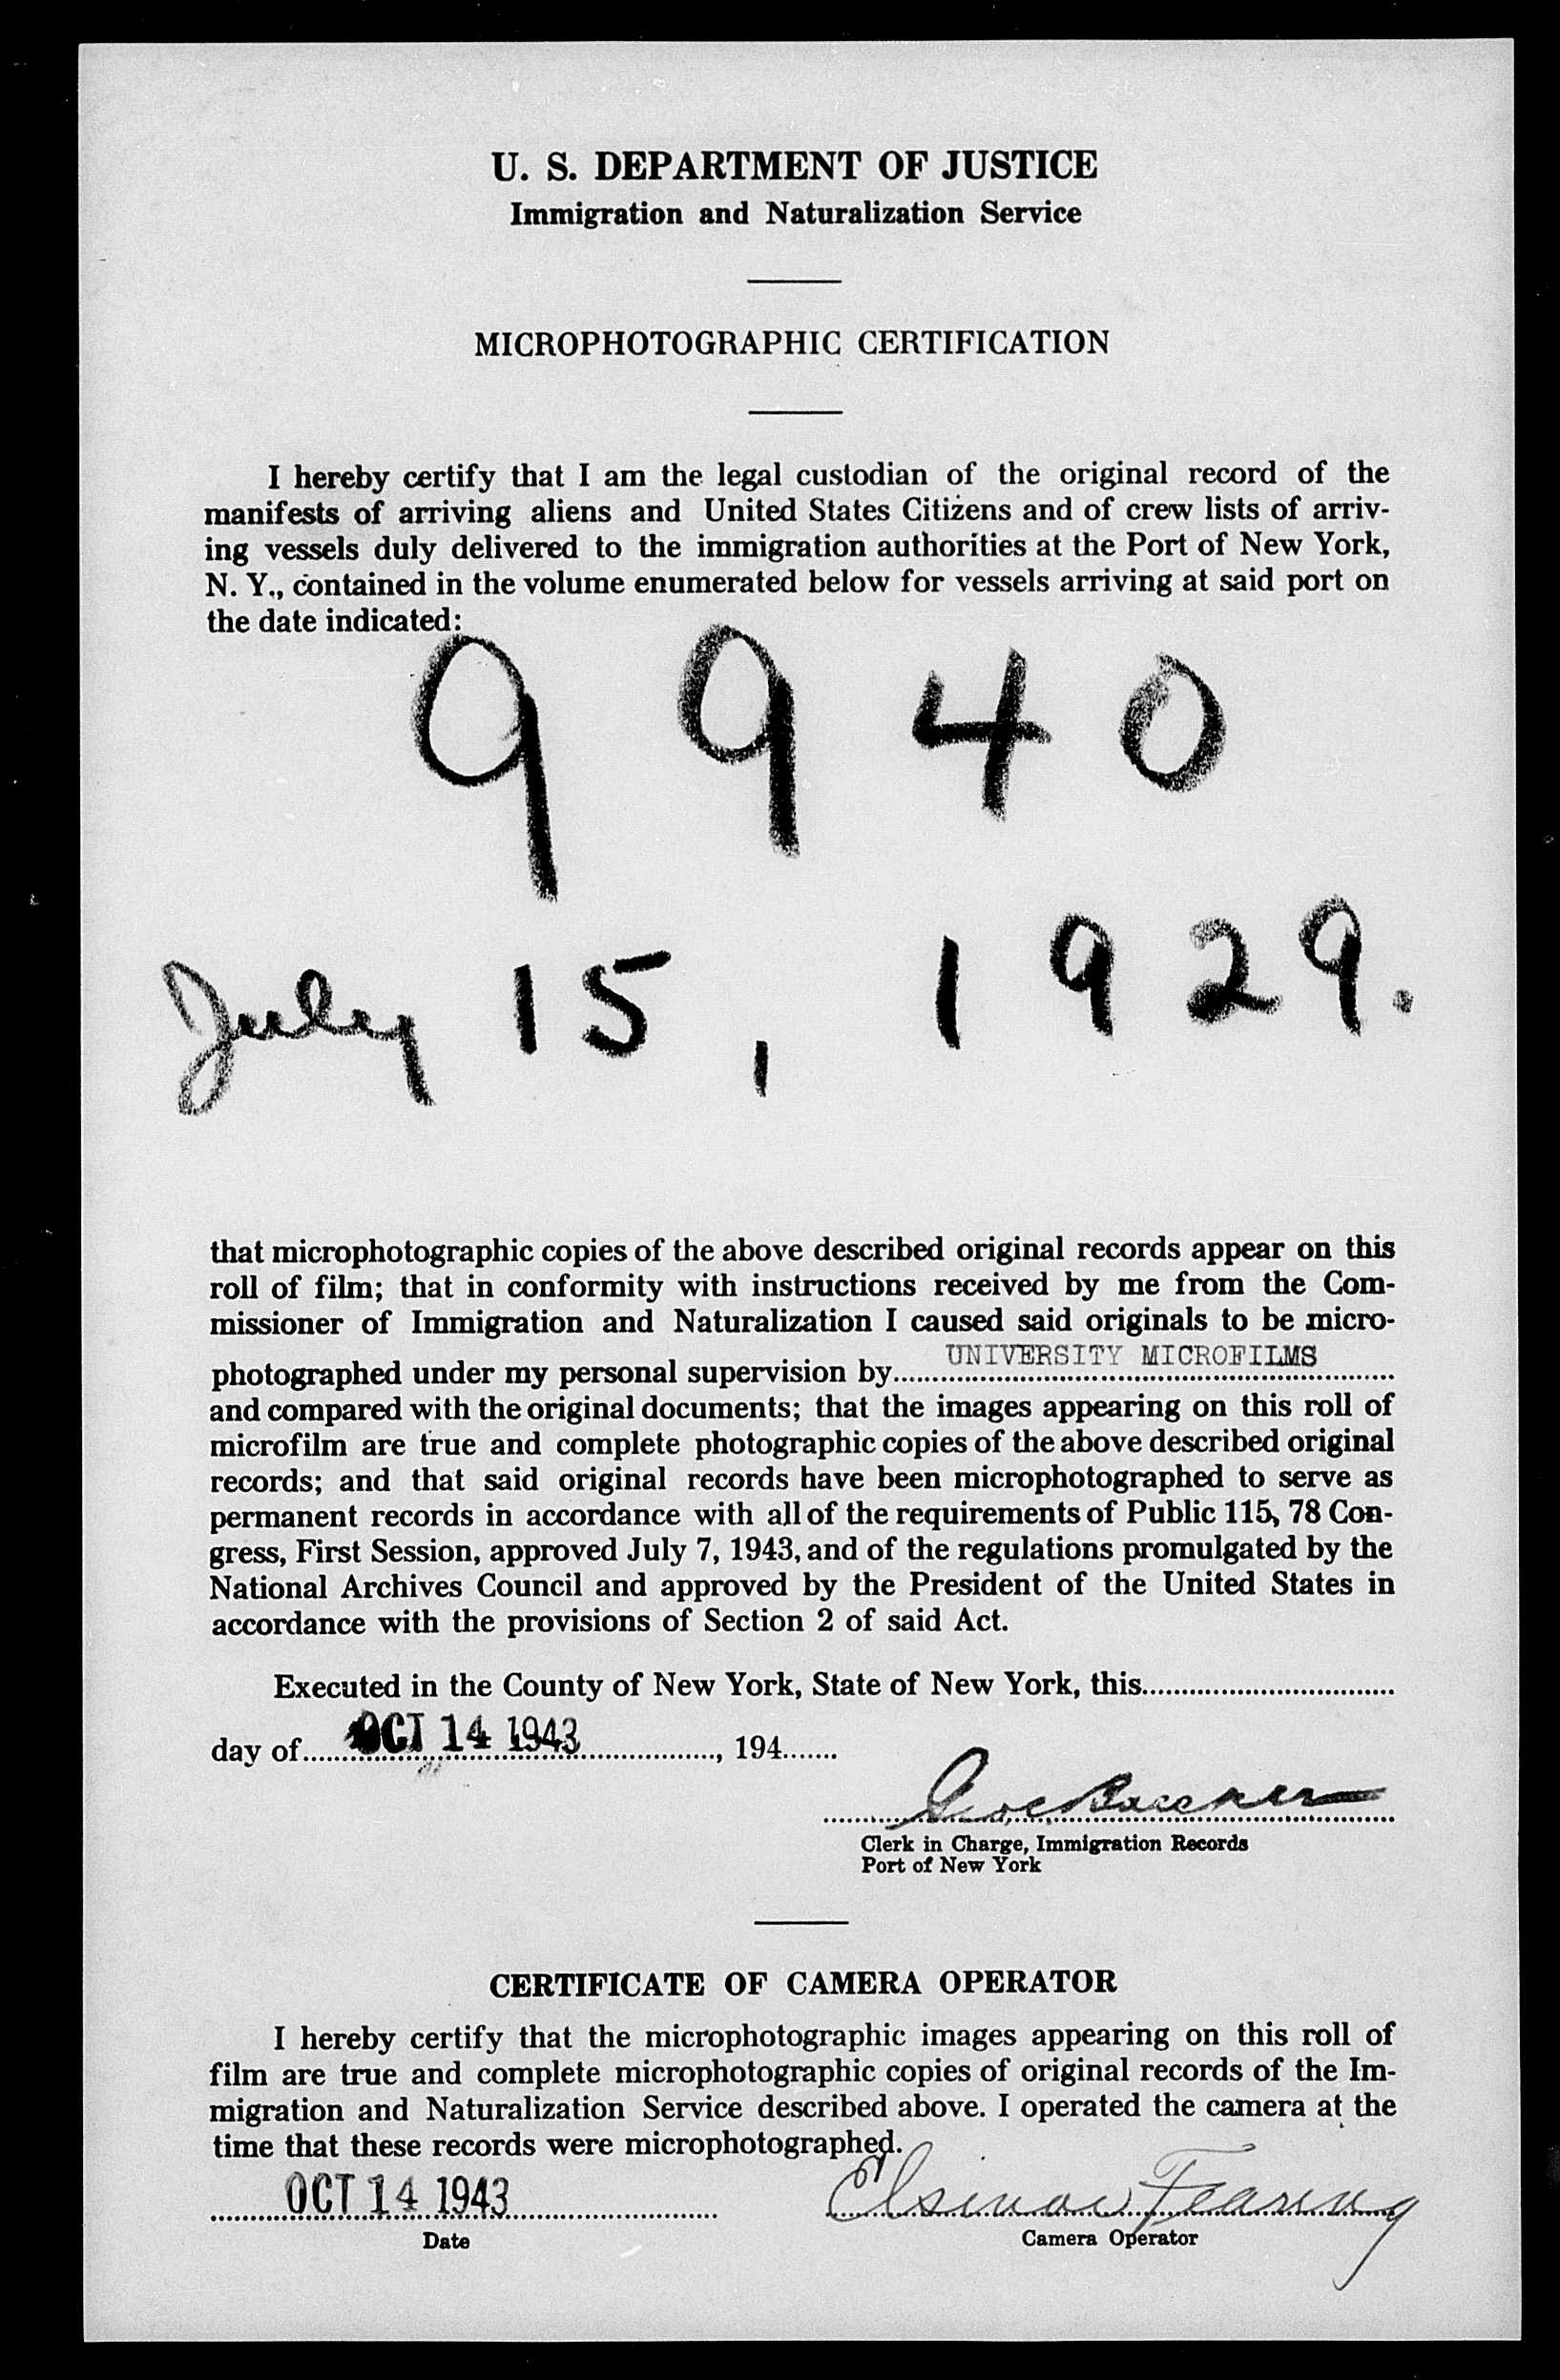 U. S. DEPARTMENT OF JUSTICE
Immigration and Naturalization Service
MICROPHOTOGRAPHIC CERTIFICATION
I hereby certify that I am the legal custodian of the original record of the
manifests of arriving aliens and United States Citizens and of crew lists of arriv-
ing vessels duly delivered to the immigration authorities at the Port of New York,
N. Y., contained in the volume enumerated below for vessels arriving at said port on
the date indicated:
9940
July 15, 1929.
that microphotographic copies of the above described original records appear on this
roll of film; that in conformity with instructions received by me from the Com-
missioner of Immigration and Naturalization I caused said originals to be micro-
photographed under my personal supervision by UNIVERSITY MICROFILMS
and compared with the original documents; that the images appearing on this roll of
microfilm are true and complete photographic copies of the above described original
records; and that said original records have been microphotographed to serve as
permanent records in accordance with all of the requirements of Public 115, 78 Con-
gress, First Session, approved July 7, 1943, and of the regulations promulgated by the
National Archives Council and approved by the President of the United States in
accordance with the provisions of Section 2 of said Act.
Executed in the County of New York, State of New York, this
day of OCT 14 1943, 194
Clerk in Charge, Immigration Records
Port of New York
CERTIFICATE OF CAMERA OPERATOR
I hereby certify that the microphotographic images appearing on this roll of
film are true and complete microphotographic copies of original records of the Im-
migration and Naturalization Service described above. I operated the camera at the
time that these records were microphotographed.
OCT 14 1943
Date
Camera Operator